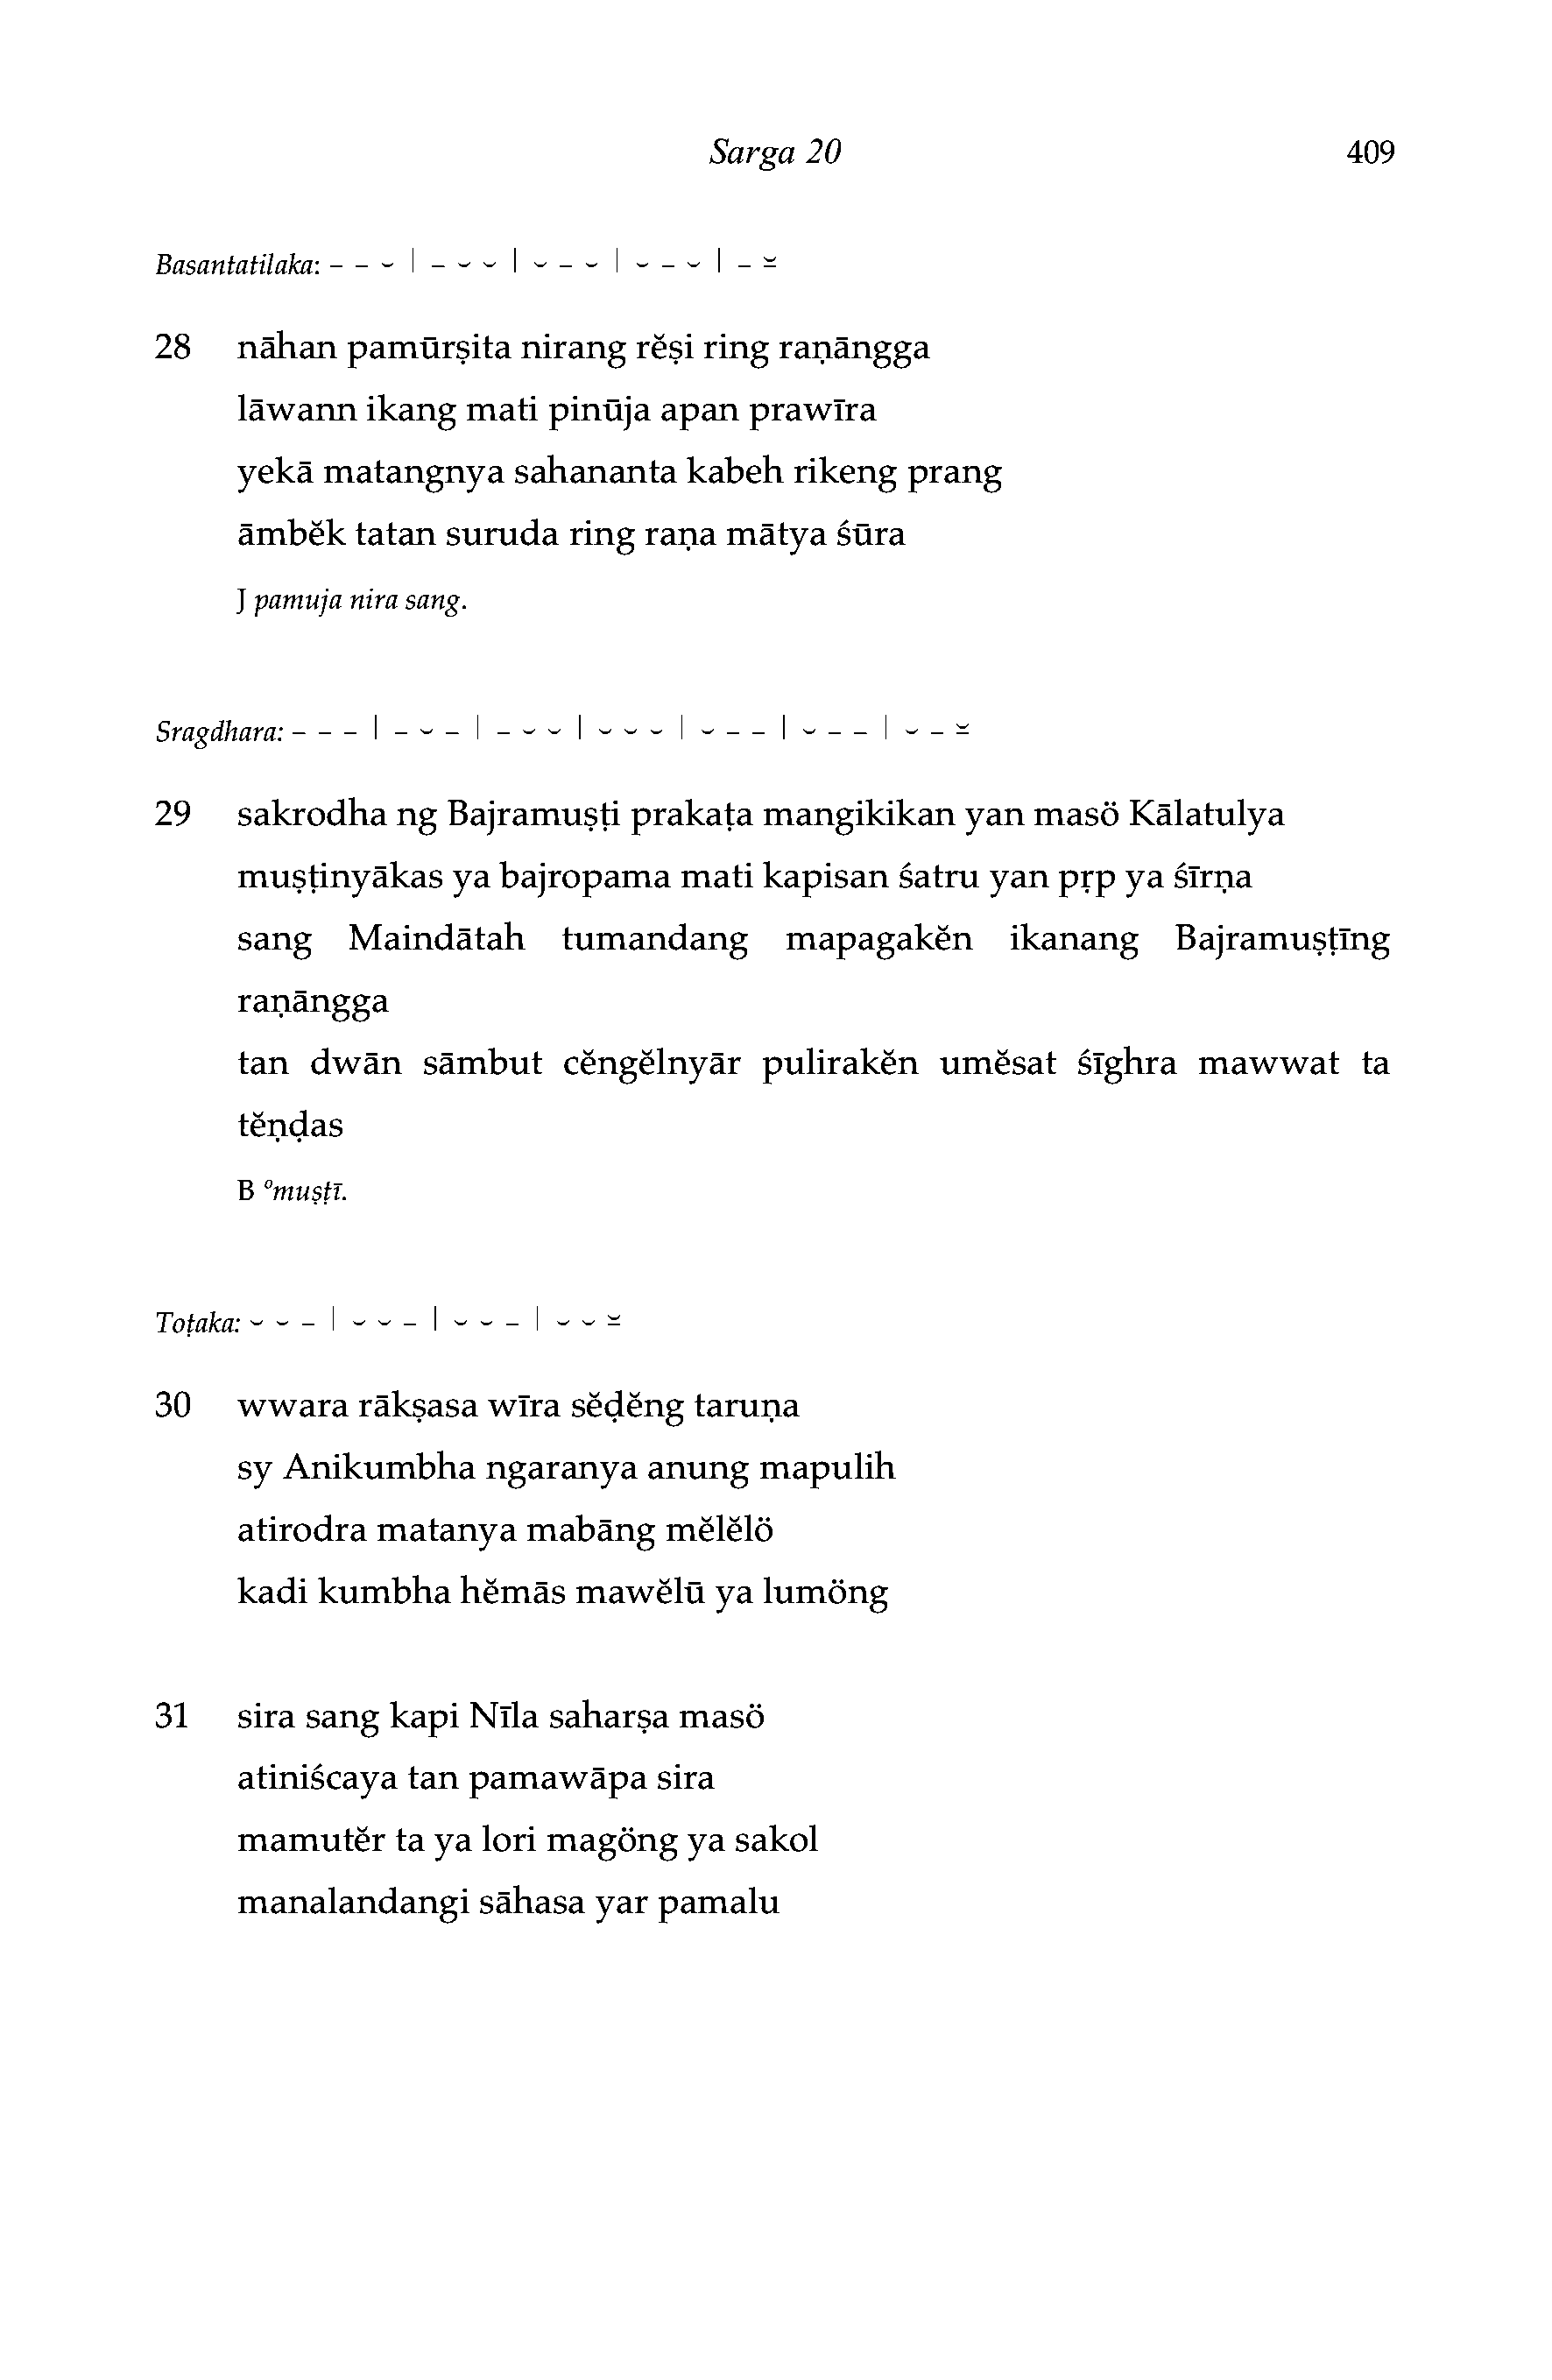 Sarga 20 409
Basantatilaka: – – ⏑ | – ⏑ ⏑ | ⏑ – ⏑ | ⏑ – ⏑ | – ⏓
28 nāhan pamūrṣita nirang rĕṣi ring raṇāngga
lāwann ikang mati pinūja apan prawīra
yekā matangnya sahananta kabeh rikeng prang
āmbĕk tatan suruda ring raṇa mātya śūra
J pamuja nira sang.
Sragdhara: – – – | – ⏑ – | – ⏑ ⏑ | ⏑ ⏑ ⏑ | ⏑ – – | ⏑ – – | ⏑ – ⏓
29 sakrodha ng Bajramuṣṭi prakaṭa mangikikan yan masö Kālatulya
muṣṭinyākas ya bajropama mati kapisan śatru yan pṛp ya śīrṇa
sang Maindātah tumandang mapagakĕn ikanang Bajramuṣṭīng
raṇāngga
tan dwān sāmbut cĕngĕlnyār pulirakĕn umĕsat śīghra mawwat ta
tĕṇḍas
B °muṣṭī.
Toṭaka: ⏑ ⏑ – | ⏑ ⏑ – | ⏑ ⏑ – | ⏑ ⏑ ⏓
30 wwara rākṣasa wīra sĕḍĕng taruṇa
sy Anikumbha ngaranya anung mapulih
atirodra matanya mabāng mĕlĕlö
kadi kumbha hĕmās mawĕlū ya lumöng
31 sira sang kapi Nīla saharṣa masö
atiniścaya tan pamawāpa sira
mamutĕr ta ya lori magöng ya sakol
manalandangi sāhasa yar pamalu